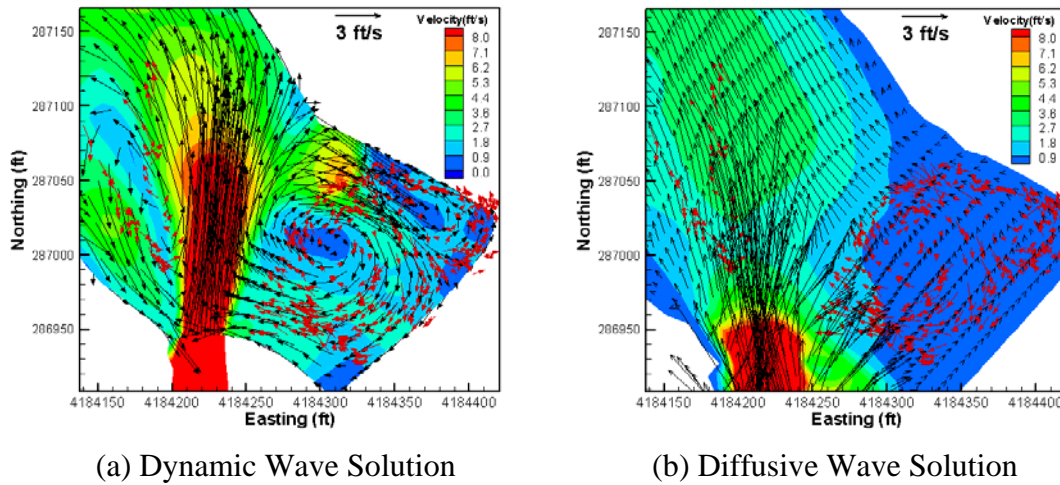 Velocity(ft/s)
8.0
7.1
6.2
5.3
4.4
3.6
2.7
1.8
0.9
0.0
3 ft/s
287150
287100
287050
287000
286950
Northing (ft)
4184150 4184200 4184250 4184300 4184350 4184400
Easting (ft)
(a) Dynamic Wave Solution
Velocity(ft/s)
8.0
7.1
6.2
5.3
4.4
3.6
2.7
1.8
0.9
3 ft/s
287150
287100
287050
287000
286950
Northing (ft)
4184150 4184200 4184250 4184300 4184350 4184400
Easting (ft)
(b) Diffusive Wave Solution